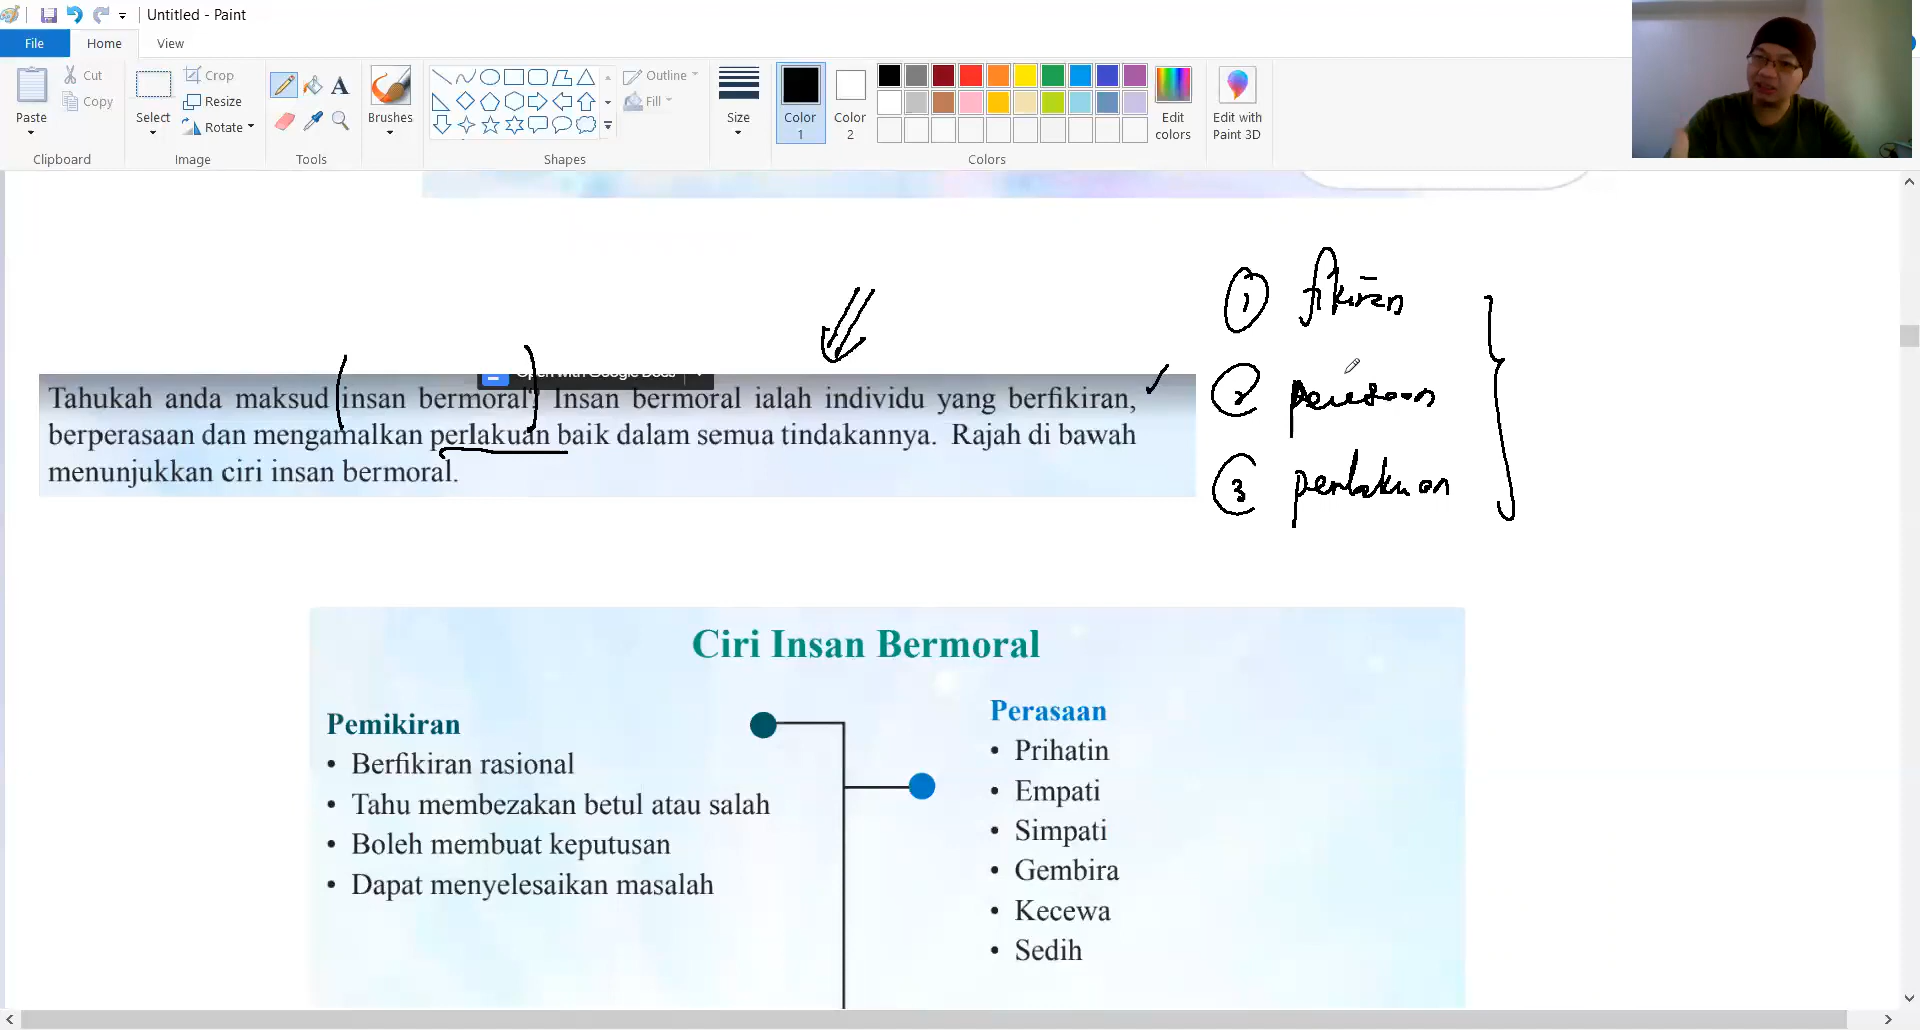 Untitled - Paint
File Home View
Paste
Cut
Copy
Clipboard
Select
Crop
Resize
Rotate
Image
Tools
Brushes
Shapes
Outline
Fill
Size
Color 1
Color 2
Edit colors
Colors
Edit with Paint 3D
Open with Google Docs
Tahukah anda maksud insan bermoral? Insan bermoral ialah individu yang berfikiran,
berperasaan dan mengamalkan perlakuan baik dalam semua tindakannya. Rajah di bawah
menunjukkan ciri insan bermoral.
1 fikiran
2 perasaan
3 perlakuan
Ciri Insan Bermoral
Pemikiran
• Berfikiran rasional
• Tahu membezakan betul atau salah
• Boleh membuat keputusan
• Dapat menyelesaikan masalah
Perasaan
• Prihatin
• Empati
• Simpati
• Gembira
• Kecewa
• Sedih